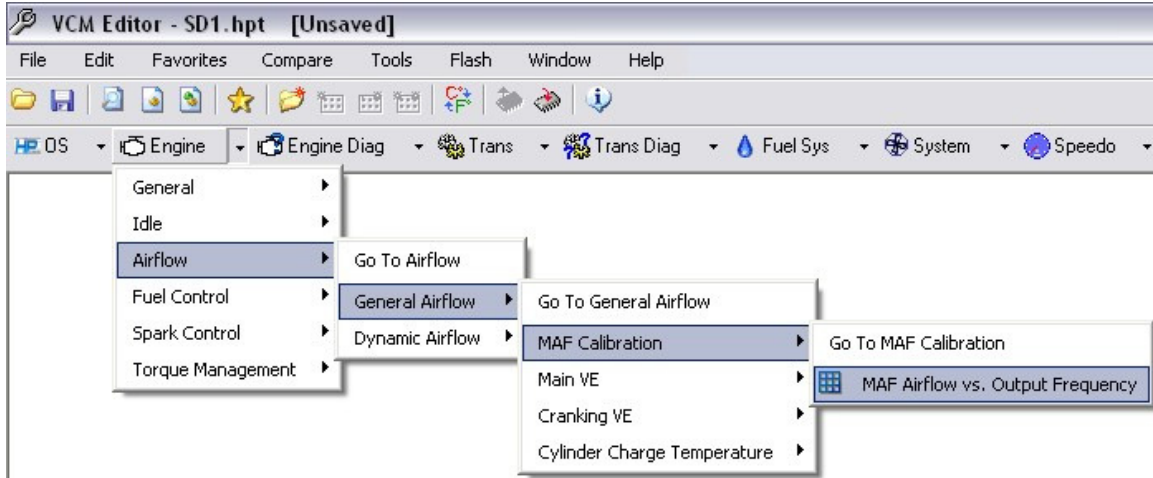 VCM Editor - SD1.hpt [Unsaved]
File Edit Favorites Compare Tools Flash Window Help
HP OS Engine Engine Diag Trans Trans Diag Fuel Sys System Speedo
General
Idle
Airflow
Fuel Control
Spark Control
Torque Management
Go To Airflow
General Airflow
Dynamic Airflow
Go To General Airflow
MAF Calibration
Main VE
Cranking VE
Cylinder Charge Temperature
Go To MAF Calibration
MAF Airflow vs. Output Frequency